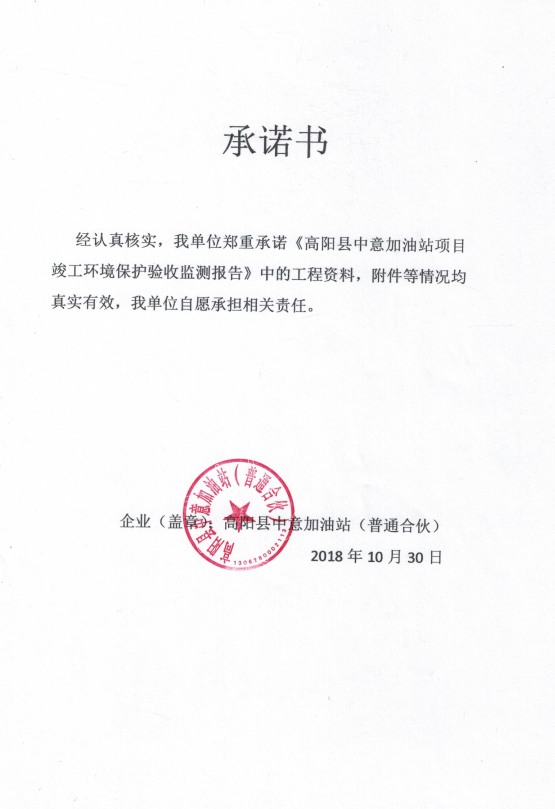 承诺书
经认真核实，我单位郑重承诺《高阳县中意加油站项目
竣工环境保护验收监测报告》中的工程资料，附件等情况均
真实有效，我单位自愿承担相关责任。
企业（盖章）：高阳县中意加油站（普通合伙）
2018 年 10 月 30 日
高阳县中意加油站（普通合伙）